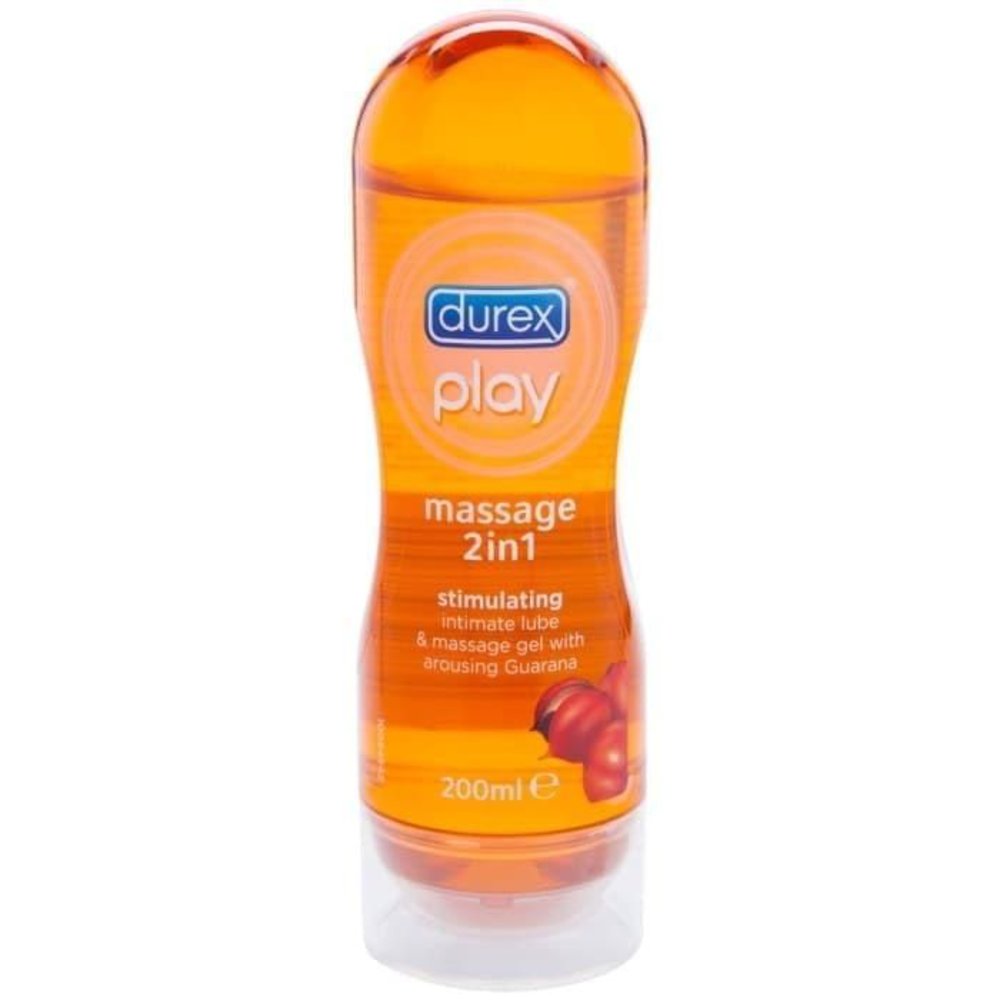 durex
play
massage
2in1
stimulating
intimate lube
& massage gel with
arousing Guarana
200ml ℮